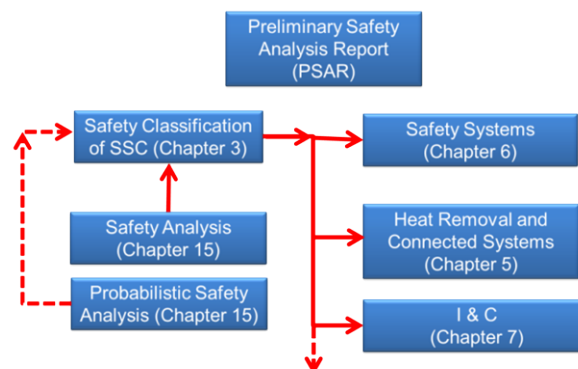 Preliminary Safety
Analysis Report
(PSAR)
Safety Classification
of SSC (Chapter 3)
Safety Systems
(Chapter 6)
Safety Analysis
(Chapter 15)
Heat Removal and
Connected Systems
(Chapter 5)
Probabilistic Safety
Analysis (Chapter 15)
I & C
(Chapter 7)